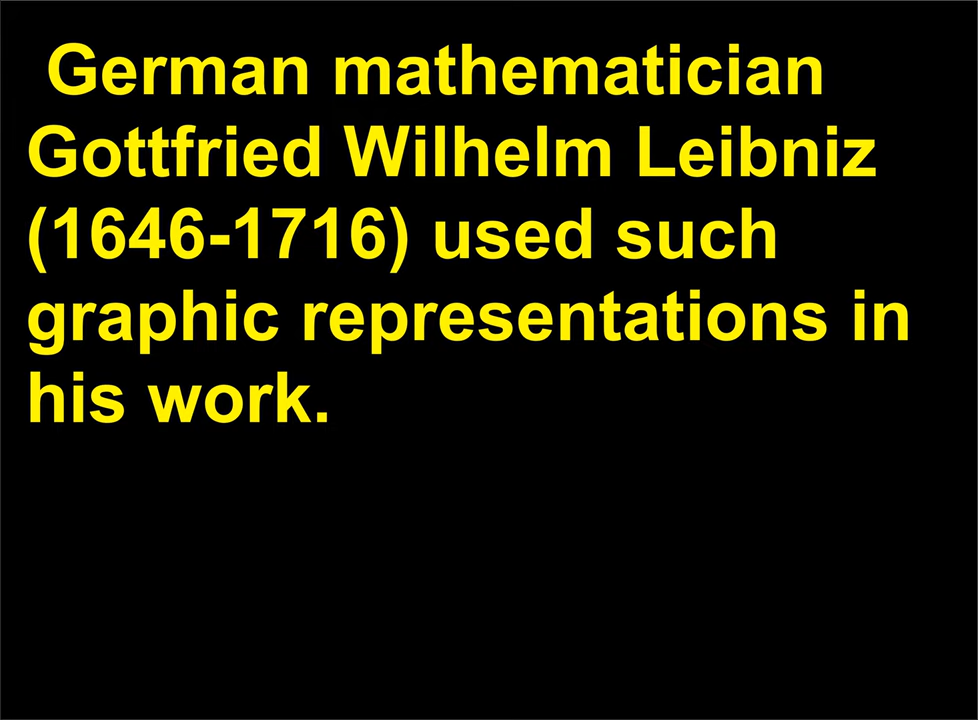 German mathematician
Gottfried Wilhelm Leibniz
(1646-1716) used such
graphic representations in
his work.